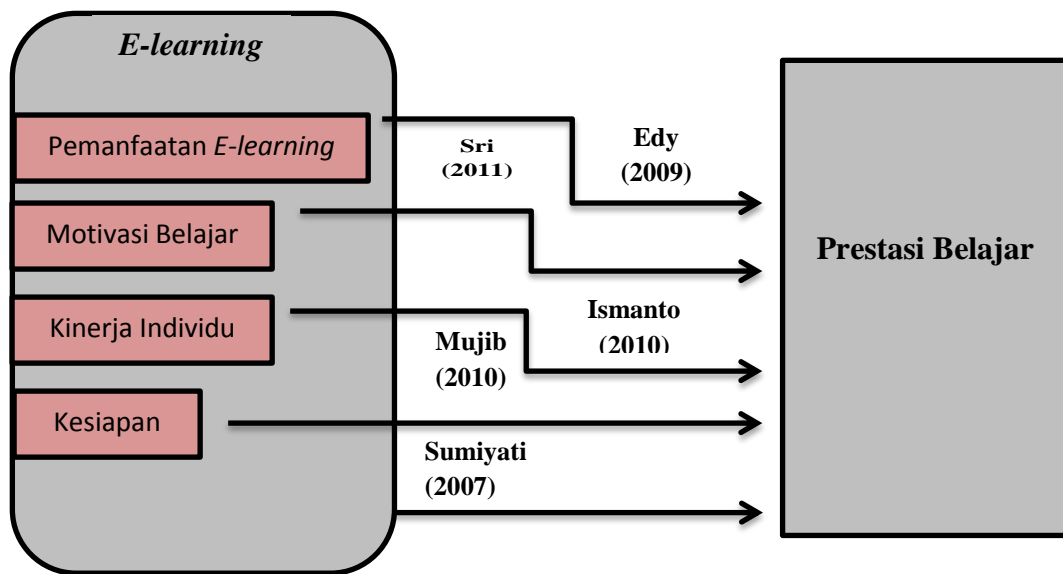 E-learning
Pemanfaatan E-learning
Motivasi Belajar
Kinerja Individu
Kesiapan
Sri
(2011)
Edy
(2009)
Ismanto
(2010)
Mujib
(2010)
Sumiyati
(2007)
Prestasi Belajar